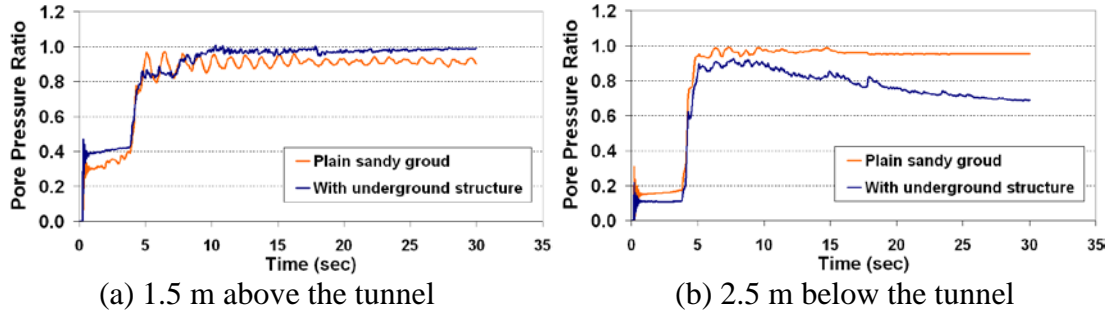 Pore Pressure Ratio
1.2
1.0
0.8
0.6
0.4
0.2
0.0
Plain sandy groud
With underground structure
0 5 10 15 20 25 30 35
Time (sec)
(a) 1.5 m above the tunnel
Pore Pressure Ratio
1.2
1.0
0.8
0.6
0.4
0.2
0.0
Plain sandy groud
With underground structure
0 5 10 15 20 25 30 35
Time (sec)
(b) 2.5 m below the tunnel